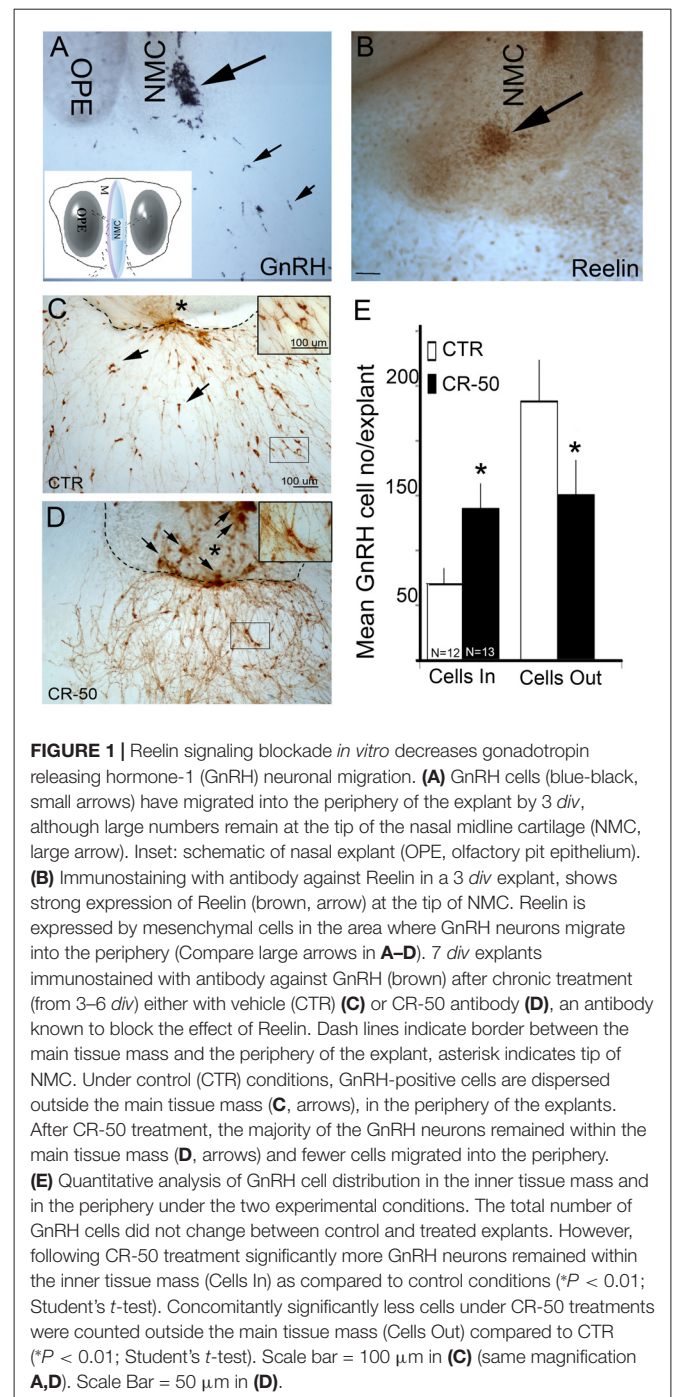 A
OPE
NMC
GnRH
M
OPE
NMC
B
NMC
Reelin
C
*
100 um
100 um
CTR
D
*
CR-50
E
CTR
CR-50
200
150
50
Mean GnRH cell no/explant
*
*
N=12
N=13
Cells In
Cells Out
FIGURE 1 | Reelin signaling blockade in vitro decreases gonadotropin
releasing hormone-1 (GnRH) neuronal migration. (A) GnRH cells (blue-black,
small arrows) have migrated into the periphery of the explant by 3 div,
although large numbers remain at the tip of the nasal midline cartilage (NMC,
large arrow). Inset: schematic of nasal explant (OPE, olfactory pit epithelium).
(B) Immunostaining with antibody against Reelin in a 3 div explant, shows
strong expression of Reelin (brown, arrow) at the tip of NMC. Reelin is
expressed by mesenchymal cells in the area where GnRH neurons migrate
into the periphery (Compare large arrows in A–D). 7 div explants
immunostained with antibody against GnRH (brown) after chronic treatment
(from 3–6 div) either with vehicle (CTR) (C) or CR-50 antibody (D), an antibody
known to block the effect of Reelin. Dash lines indicate border between the
main tissue mass and the periphery of the explant, asterisk indicates tip of
NMC. Under control (CTR) conditions, GnRH-positive cells are dispersed
outside the main tissue mass (C, arrows), in the periphery of the explants.
After CR-50 treatment, the majority of the GnRH neurons remained within the
main tissue mass (D, arrows) and fewer cells migrated into the periphery.
(E) Quantitative analysis of GnRH cell distribution in the inner tissue mass and
in the periphery under the two experimental conditions. The total number of
GnRH cells did not change between control and treated explants. However,
following CR-50 treatment significantly more GnRH neurons remained within
the inner tissue mass (Cells In) as compared to control conditions (*P < 0.01;
Student's t-test). Concomitantly significantly less cells under CR-50 treatments
were counted outside the main tissue mass (Cells Out) compared to CTR
(*P < 0.01; Student's t-test). Scale bar = 100 μm in (C) (same magnification
A,D). Scale Bar = 50 μm in (D).